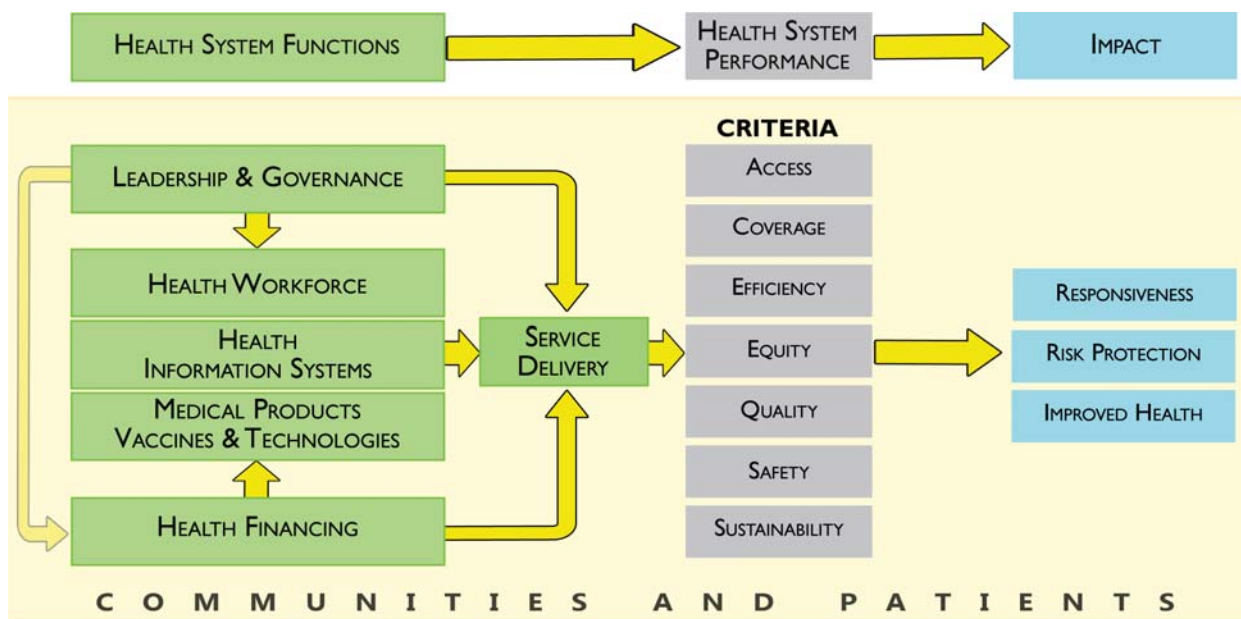 HEALTH SYSTEM FUNCTIONS
HEALTH SYSTEM
PERFORMANCE
IMPACT
CRITERIA
LEADERSHIP & GOVERNANCE
HEALTH WORKFORCE
HEALTH
INFORMATION SYSTEMS
MEDICAL PRODUCTS
VACCINES & TECHNOLOGIES
HEALTH FINANCING
SERVICE
DELIVERY
ACCESS
COVERAGE
EFFICIENCY
EQUITY
QUALITY
SAFETY
SUSTAINABILITY
RESPONSIVENESS
RISK PROTECTION
IMPROVED HEALTH
COMMUNITIES AND PATIENTS